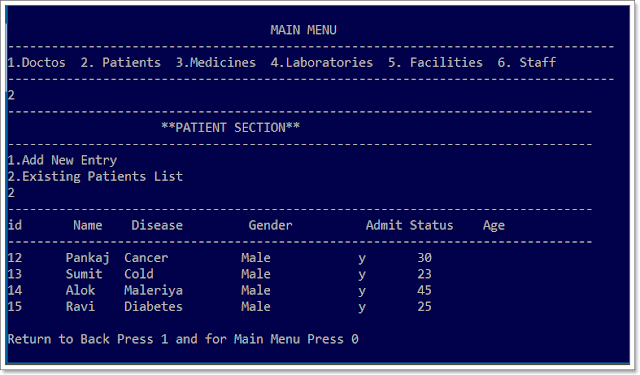 MAIN MENU
1.Doctos 2. Patients 3.Medicines 4.Laboratories 5. Facilities 6. Staff
2
**PATIENT SECTION**
1.Add New Entry
2.Existing Patients List
2
id Name Disease Gender Admit Status Age
12 Pankaj Cancer Male y 30
13 Sumit Cold Male y 23
14 Alok Maleriya Male y 45
15 Ravi Diabetes Male y 25
Return to Back Press 1 and for Main Menu Press 0